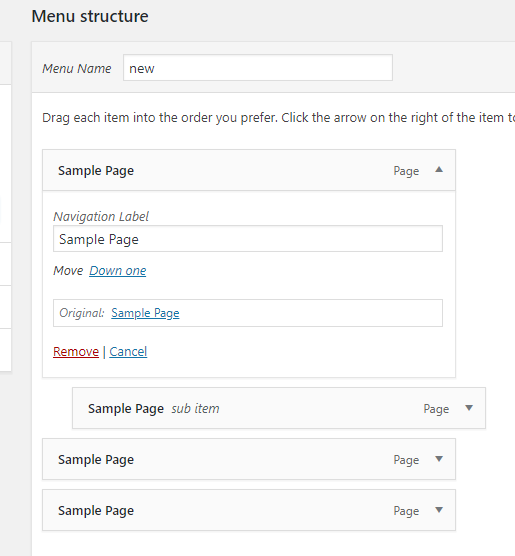 Menu structure
Menu Name new
Drag each item into the order you prefer. Click the arrow on the right of the item
Sample Page Page
Navigation Label
Sample Page
Move Down one
Original: Sample Page
Remove | Cancel
Sample Page sub item Page
Sample Page Page
Sample Page Page